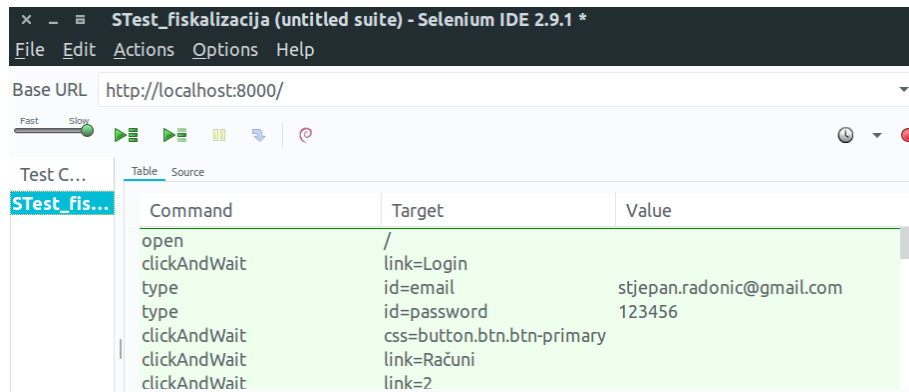 STest_fiskalizacija (untitled suite) - Selenium IDE 2.9.1 *
File Edit Actions Options Help
Base URL http://localhost:8000/
Fast Slow
Test C... Table Source
STest_fis...
Command Target Value
open /
clickAndWait link=Login
type id=email stjepan.radonic@gmail.com
type id=password 123456
clickAndWait css=button.btn.btn-primary
clickAndWait link=Računi
clickAndWait link=2